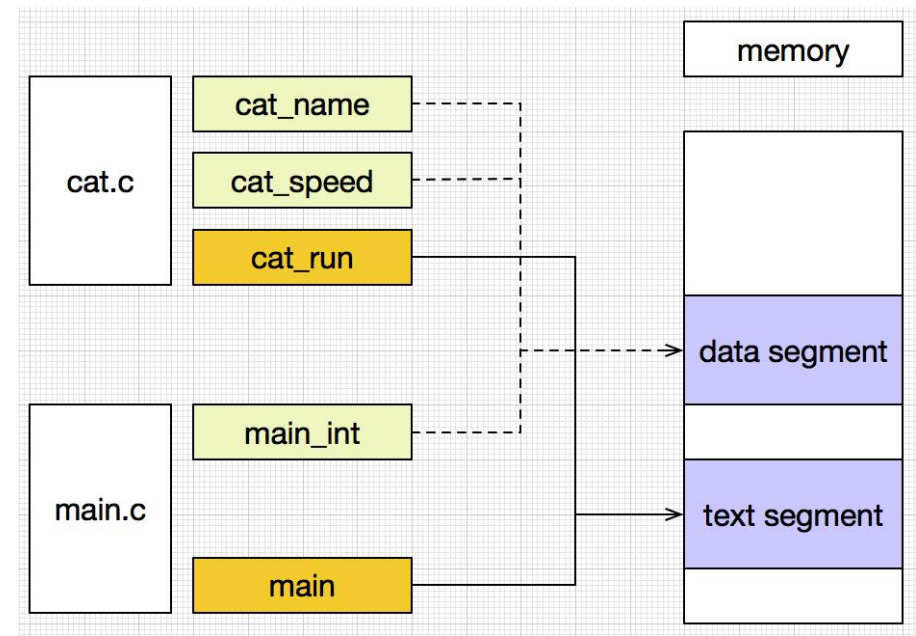 memory
cat.c
cat_name
cat_speed
cat_run
data segment
main.c
main_int
text segment
main